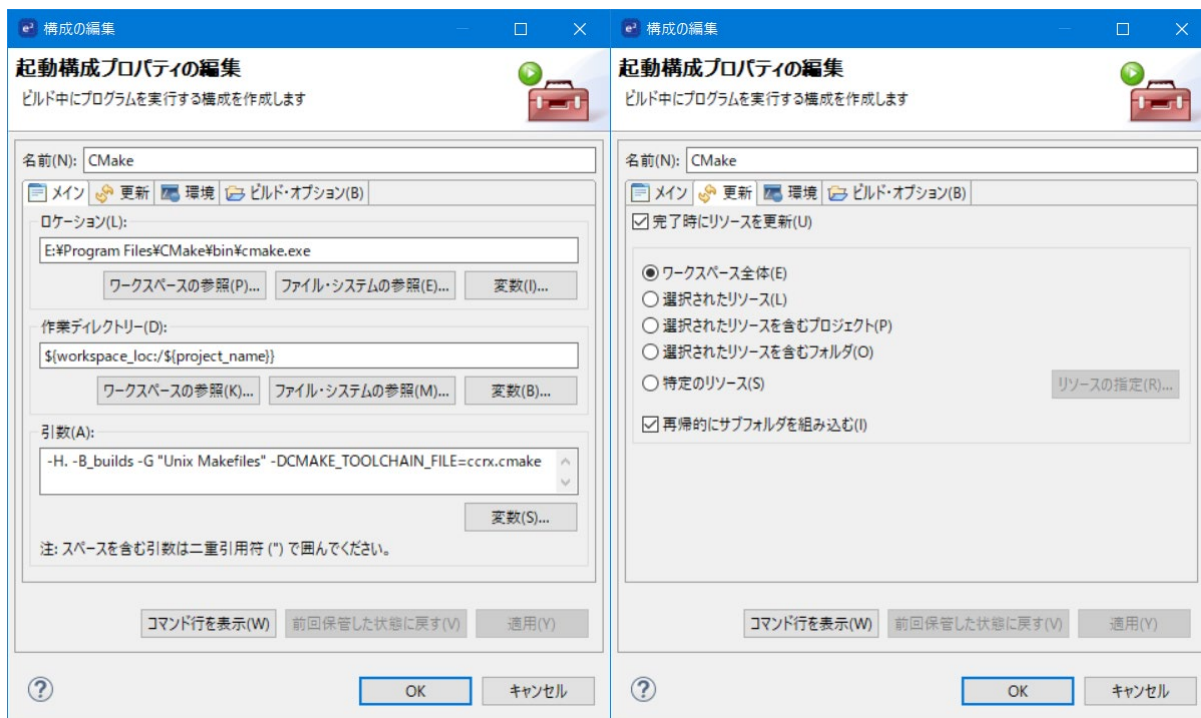 構成の編集
起動構成プロパティの編集
ビルド中にプログラムを実行する構成を作成します
名前(N): CMake
メイン 更新 環境 ビルド・オプション(B)
ロケーション(L):
E:¥Program Files¥CMake¥bin¥cmake.exe
ワークスペースの参照(P)... ファイル・システムの参照(E)... 変数(I)...
作業ディレクトリー(D):
${workspace_loc:/${project_name}}
ワークスペースの参照(K)... ファイル・システムの参照(M)... 変数(B)...
引数(A):
-H. -B_builds -G "Unix Makefiles" -DCMAKE_TOOLCHAIN_FILE=ccrx.cmake
変数(S)...
注: スペースを含む引数は二重引用符 (") で囲んでください。
コマンド行を表示(W) 前回保管した状態に戻す(V) 適用(Y)
OK キャンセル
構成の編集
起動構成プロパティの編集
ビルド中にプログラムを実行する構成を作成します
名前(N): CMake
メイン 更新 環境 ビルド・オプション(B)
完了時にリソースを更新(U)
ワークスペース全体(E)
選択されたリソース(L)
選択されたリソースを含むプロジェクト(P)
選択されたリソースを含むフォルダ(O)
特定のリソース(S) リソースの指定(R)...
再帰的にサブフォルダを組み込む(I)
コマンド行を表示(W) 前回保管した状態に戻す(V) 適用(Y)
OK キャンセル